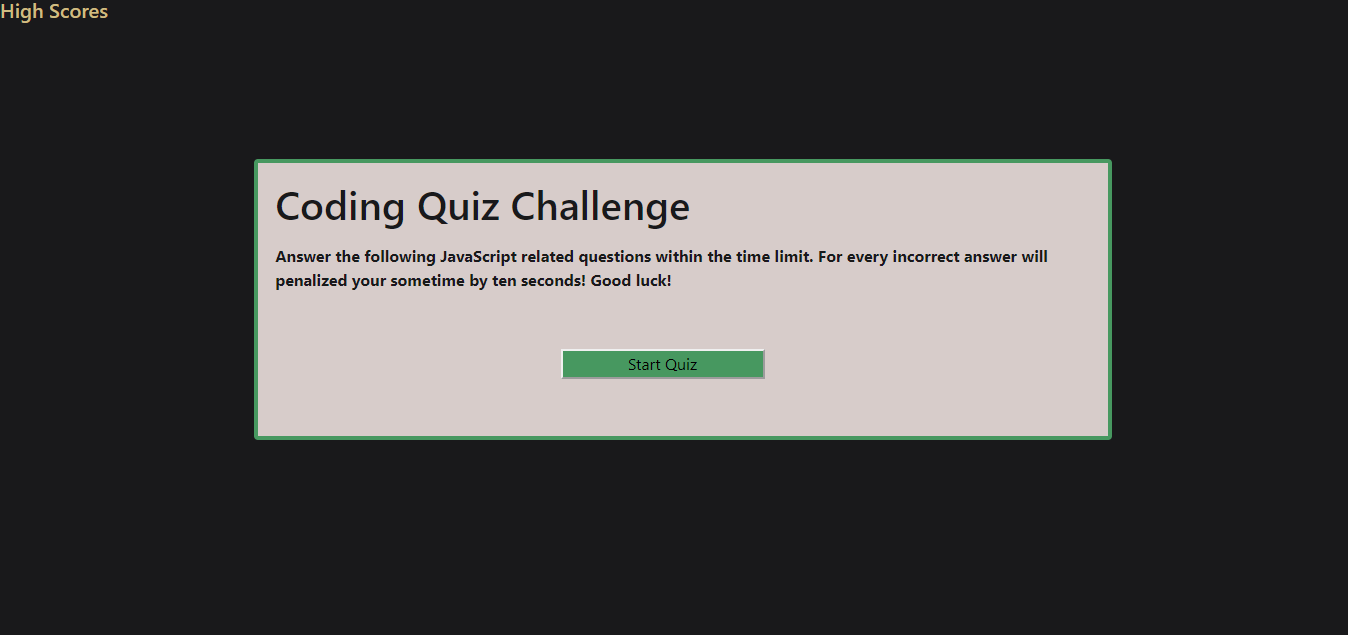 High Scores
Coding Quiz Challenge
Answer the following JavaScript related questions within the time limit. For every incorrect answer will
penalized your sometime by ten seconds! Good luck!
Start Quiz